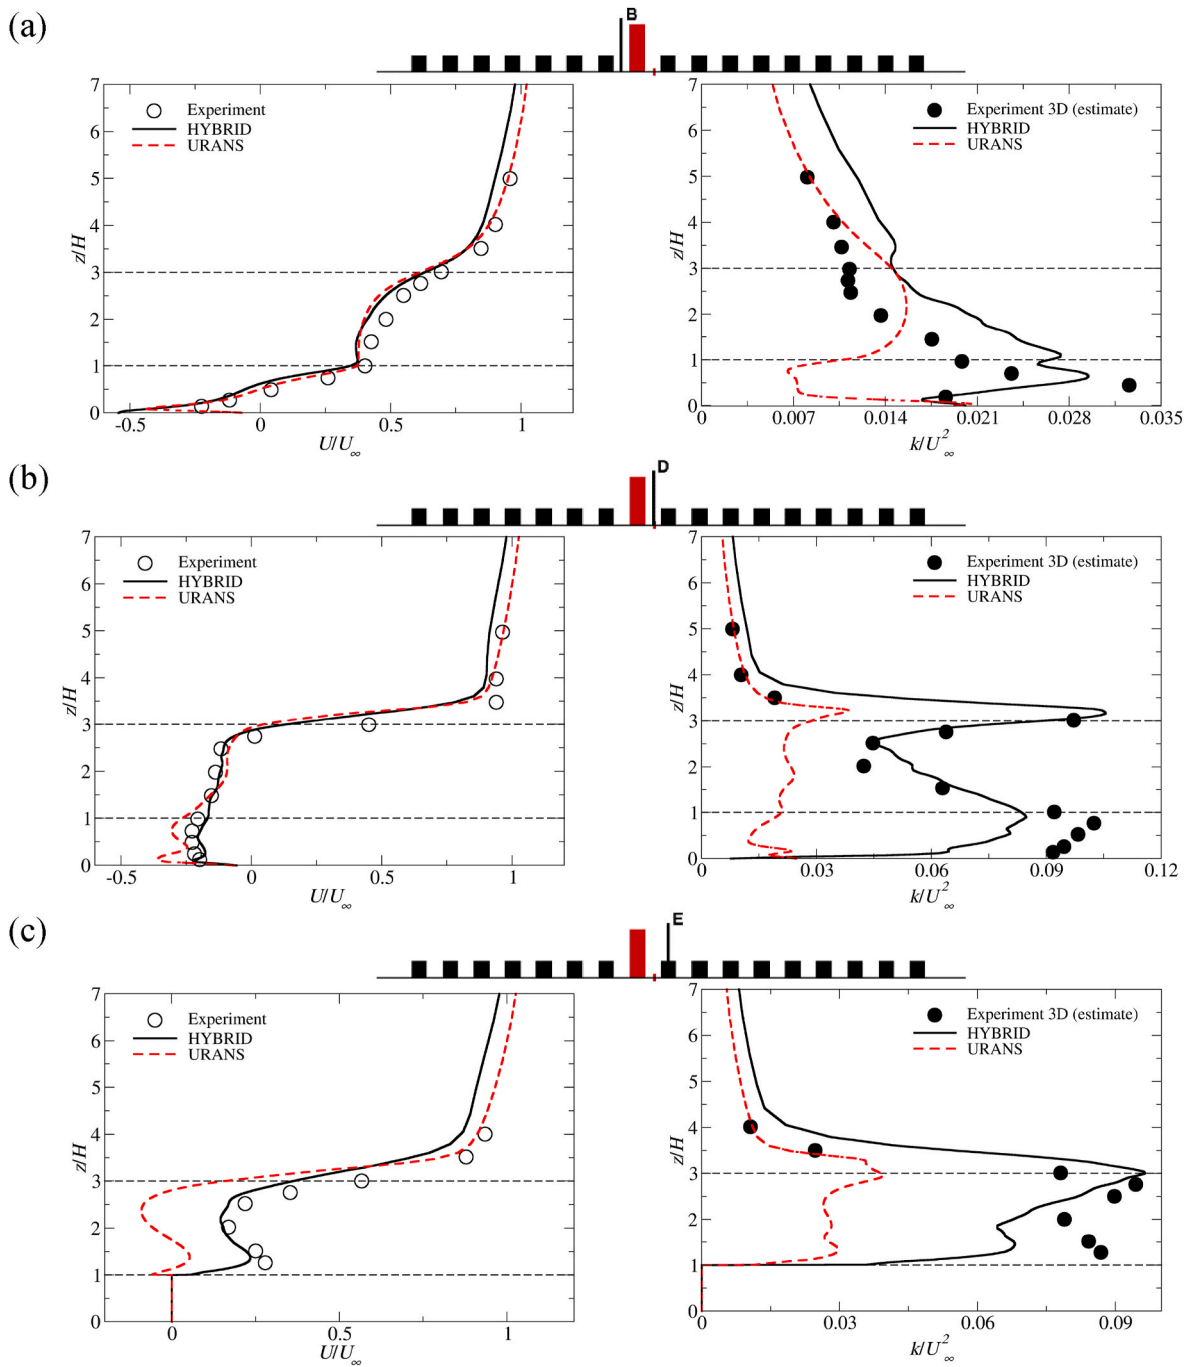 (a)
B
7
6
5
4
3
2
1
0
z/H
Experiment
HYBRID
URANS
-0.5
0
0.5
1
U/U∞
7
6
5
4
3
2
1
0
z/H
Experiment 3D (estimate)
HYBRID
URANS
0
0.007
0.014
0.021
0.028
0.035
k/U²∞
(b)
D
7
6
5
4
3
2
1
0
z/H
Experiment
HYBRID
URANS
-0.5
0
0.5
1
U/U∞
7
6
5
4
3
2
1
0
z/H
Experiment 3D (estimate)
HYBRID
URANS
0
0.03
0.06
0.09
0.12
k/U²∞
(c)
E
7
6
5
4
3
2
1
0
z/H
Experiment
HYBRID
URANS
0
0.5
1
U/U∞
7
6
5
4
3
2
1
0
z/H
Experiment 3D (estimate)
HYBRID
URANS
0
0.03
0.06
0.09
k/U²∞